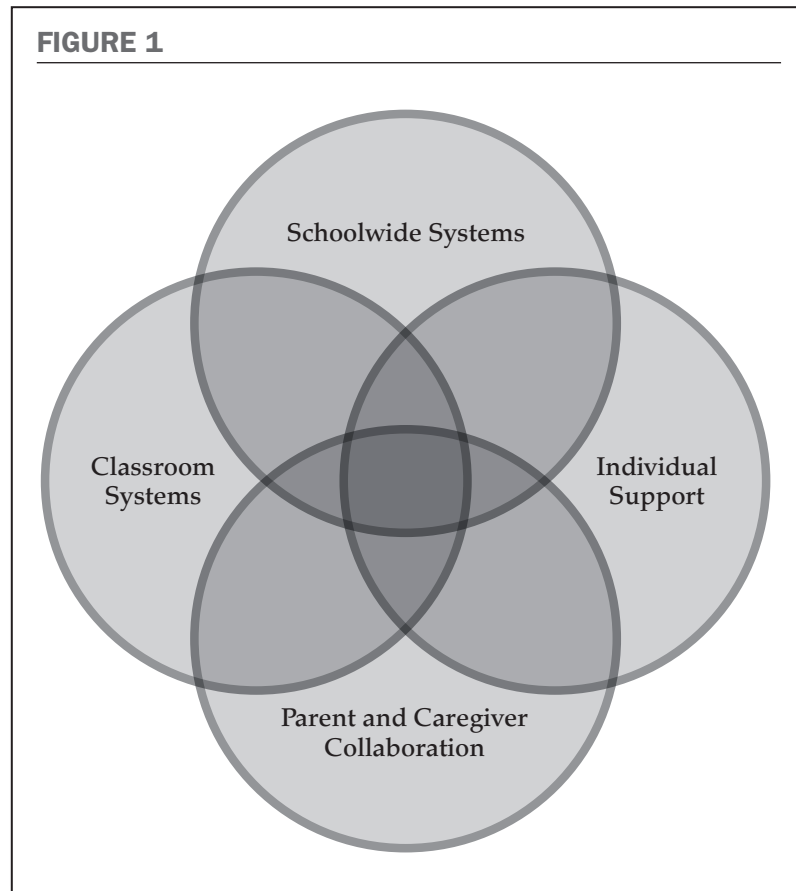 FIGURE 1
Schoolwide Systems
Classroom
Systems
Individual
Support
Parent and Caregiver
Collaboration